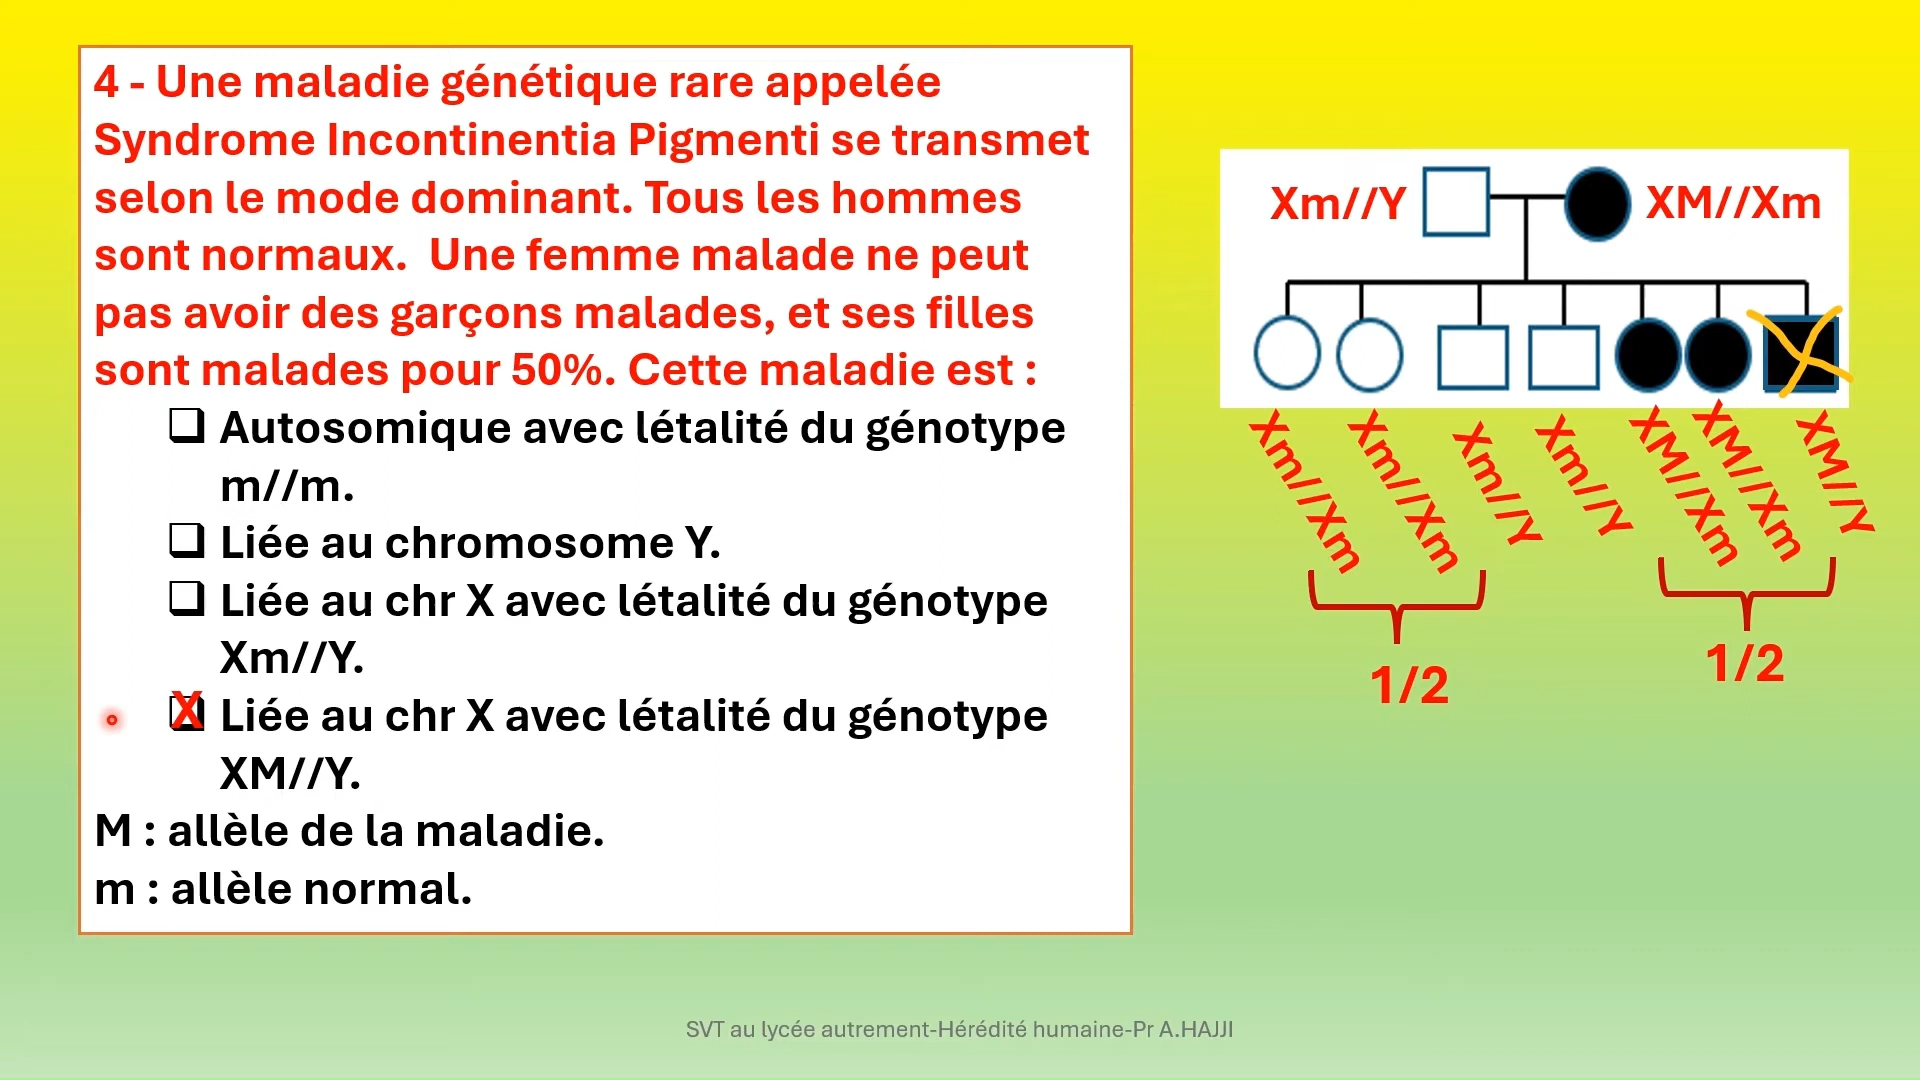 4 - Une maladie génétique rare appelée
Syndrome Incontinentia Pigmenti se transmet
selon le mode dominant. Tous les hommes
sont normaux.  Une femme malade ne peut
pas avoir des garçons malades, et ses filles
sont malades pour 50%. Cette maladie est :
❑ Autosomique avec létalité du génotype
m//m.
❑ Liée au chromosome Y.
❑ Liée au chr X avec létalité du génotype
Xm//Y.
X Liée au chr X avec létalité du génotype
XM//Y.
M : allèle de la maladie.
m : allèle normal.
Xm//Y
XM//Xm
Xm//Xm
Xm//Xm
Xm//Y
Xm//Y
XM//Xm
XM//Xm
XM//Y
1/2
1/2
SVT au lycée autrement-Hérédité humaine-Pr A.HAJJI